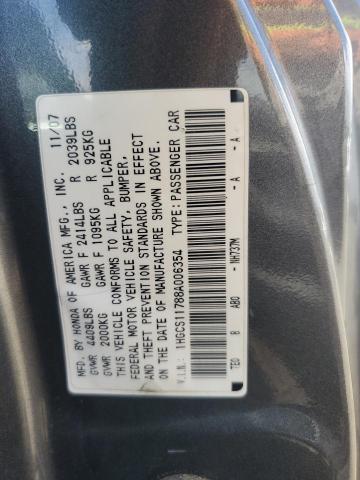 MFD. BY HONDA OF AMERICA MFG., INC. 11/07
GVWR 4409LBS GAWR F 2414LBS R 2039LBS
GVWR 2000KG GAWR F 1095KG R 925KG
THIS VEHICLE CONFORMS TO ALL APPLICABLE
FEDERAL MOTOR VEHICLE SAFETY, BUMPER,
AND THEFT PREVENTION STANDARDS IN EFFECT
ON THE DATE OF MANUFACTURE SHOWN ABOVE.
V.I.N.: 1HGCS11788A006354 TYPE: PASSENGER CAR
TE0 B AB0 - NH737M - A - A